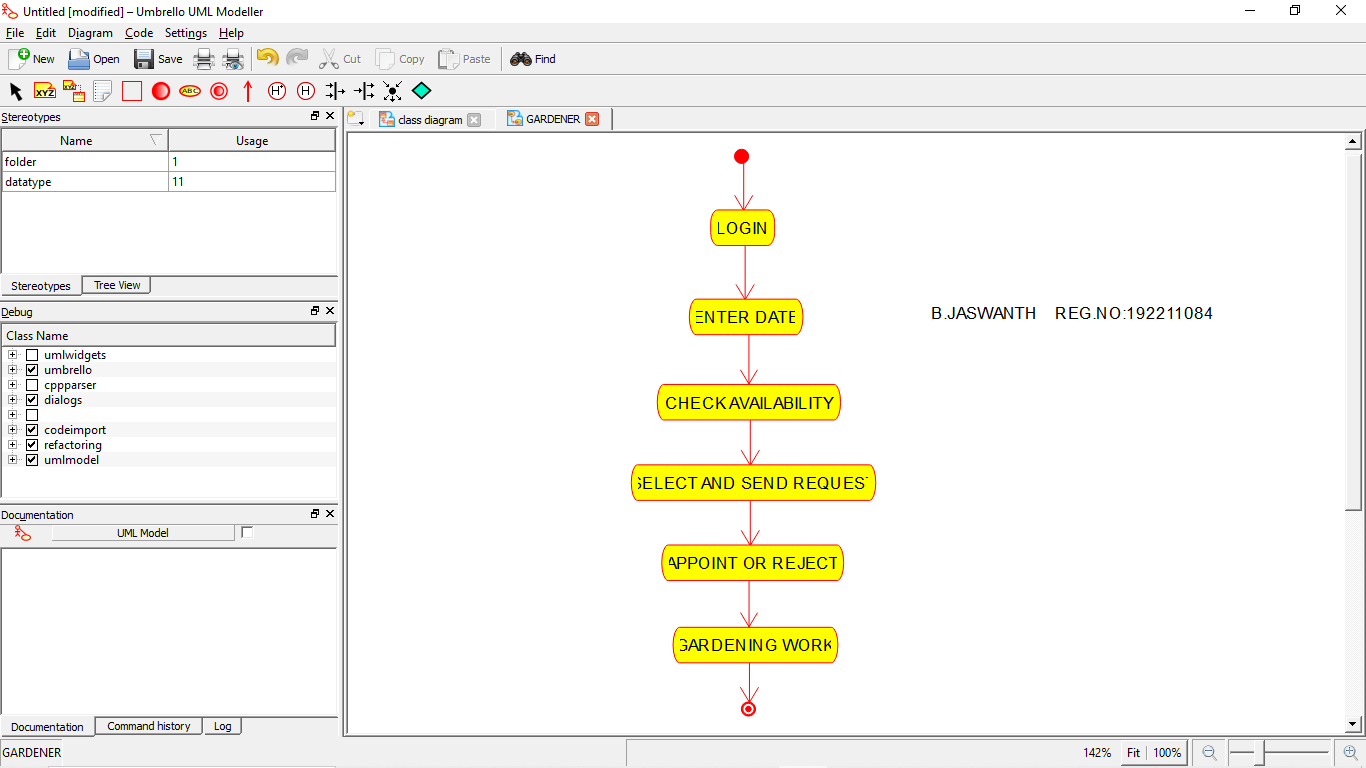 Untitled [modified] – Umbrello UML Modeller
File Edit Diagram Code Settings Help
New Open Save Cut Copy Paste Find
XYZ XYZ ABC H H
Stereotypes
Name Usage
folder 1
datatype 11
Stereotypes Tree View
Debug
Class Name
umlwidgets
umbrello
cppparser
dialogs
codeimport
refactoring
umlmodel
Documentation
UML Model
Documentation Command history Log
GARDENER
class diagram GARDENER
LOGIN
ENTER DATE
B.JASWANTH REG.NO:192211084
CHECK AVAILABILITY
SELECT AND SEND REQUEST
APPOINT OR REJECT
GARDENING WORK
142% Fit 100%